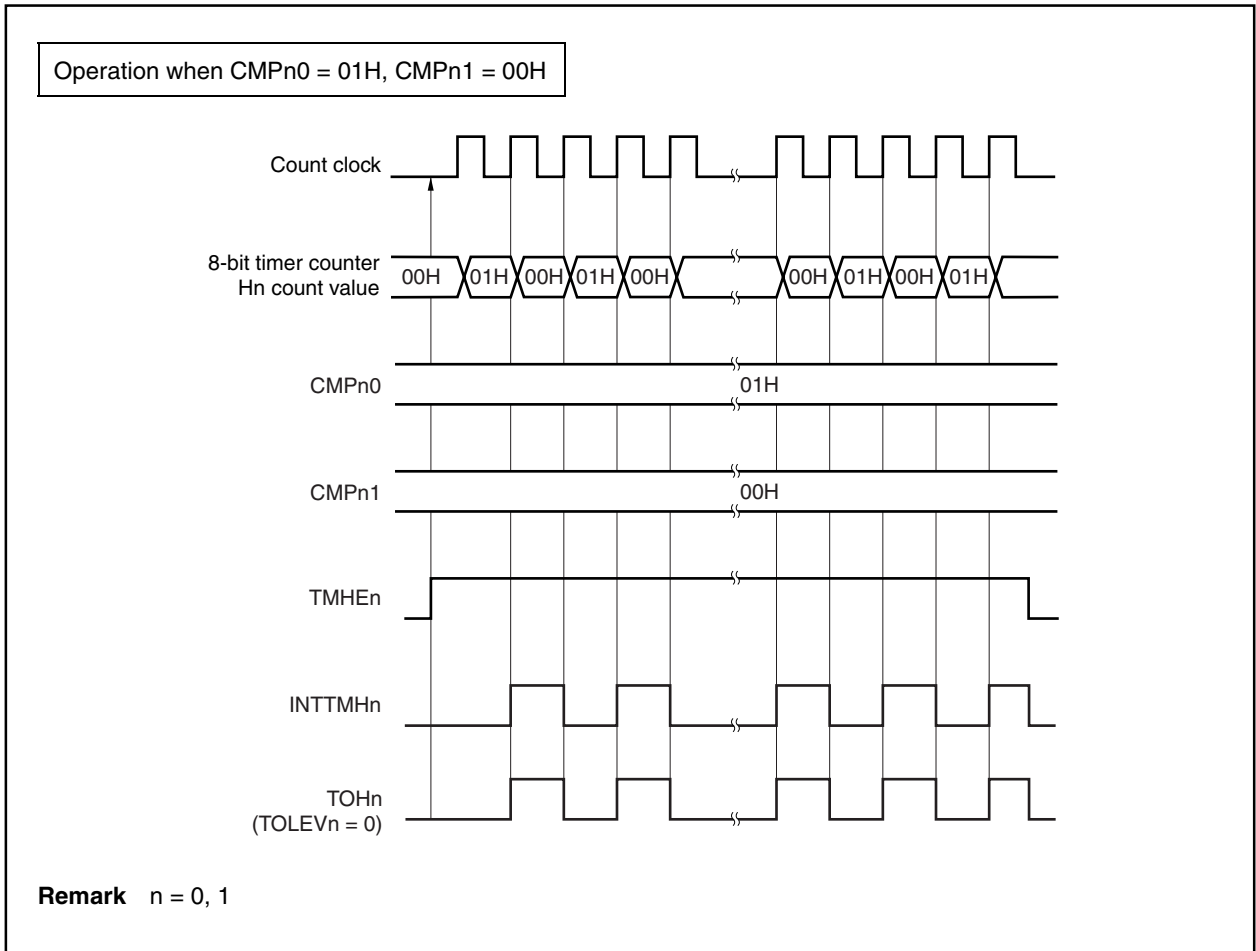 Operation when CMPn0 = 01H, CMPn1 = 00H
Count clock
8-bit timer counter
Hn count value
00H 01H 00H 01H 00H 00H 01H 00H 01H
CMPn0
01H
CMPn1
00H
TMHEn
INTTMHn
TOHn
(TOLEVn = 0)
Remark n = 0, 1